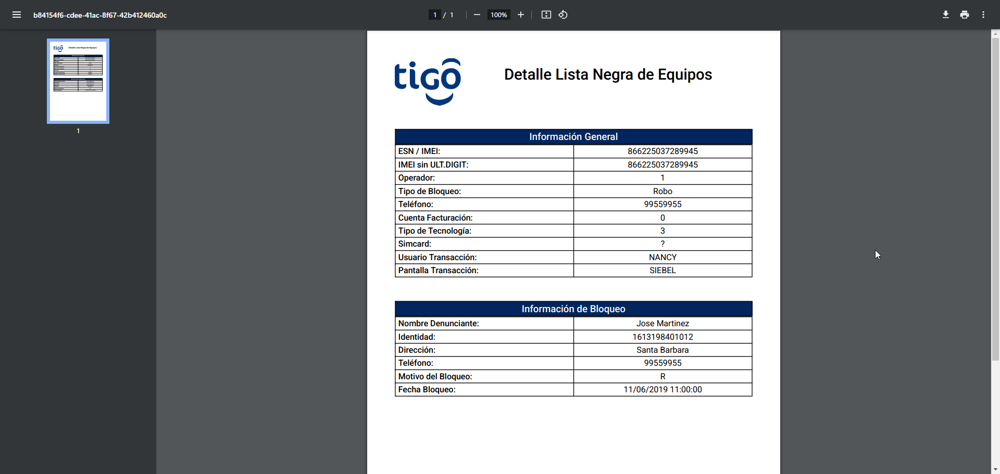 b84154f6-cdee-41ac-8f67-42b412460a0c
1 / 1
100%
1
tigo
Detalle Lista Negra de Equipos
Información General
ESN / IMEI: 866225037289945
IMEI sin ULT.DIGIT: 866225037289945
Operador: 1
Tipo de Bloqueo: Robo
Teléfono: 99559955
Cuenta Facturación: 0
Tipo de Tecnología: 3
Simcard: ?
Usuario Transacción: NANCY
Pantalla Transacción: SIEBEL
Información de Bloqueo
Nombre Denunciante: Jose Martinez
Identidad: 1613198401012
Dirección: Santa Barbara
Teléfono: 99559955
Motivo del Bloqueo: R
Fecha Bloqueo: 11/06/2019 11:00:00